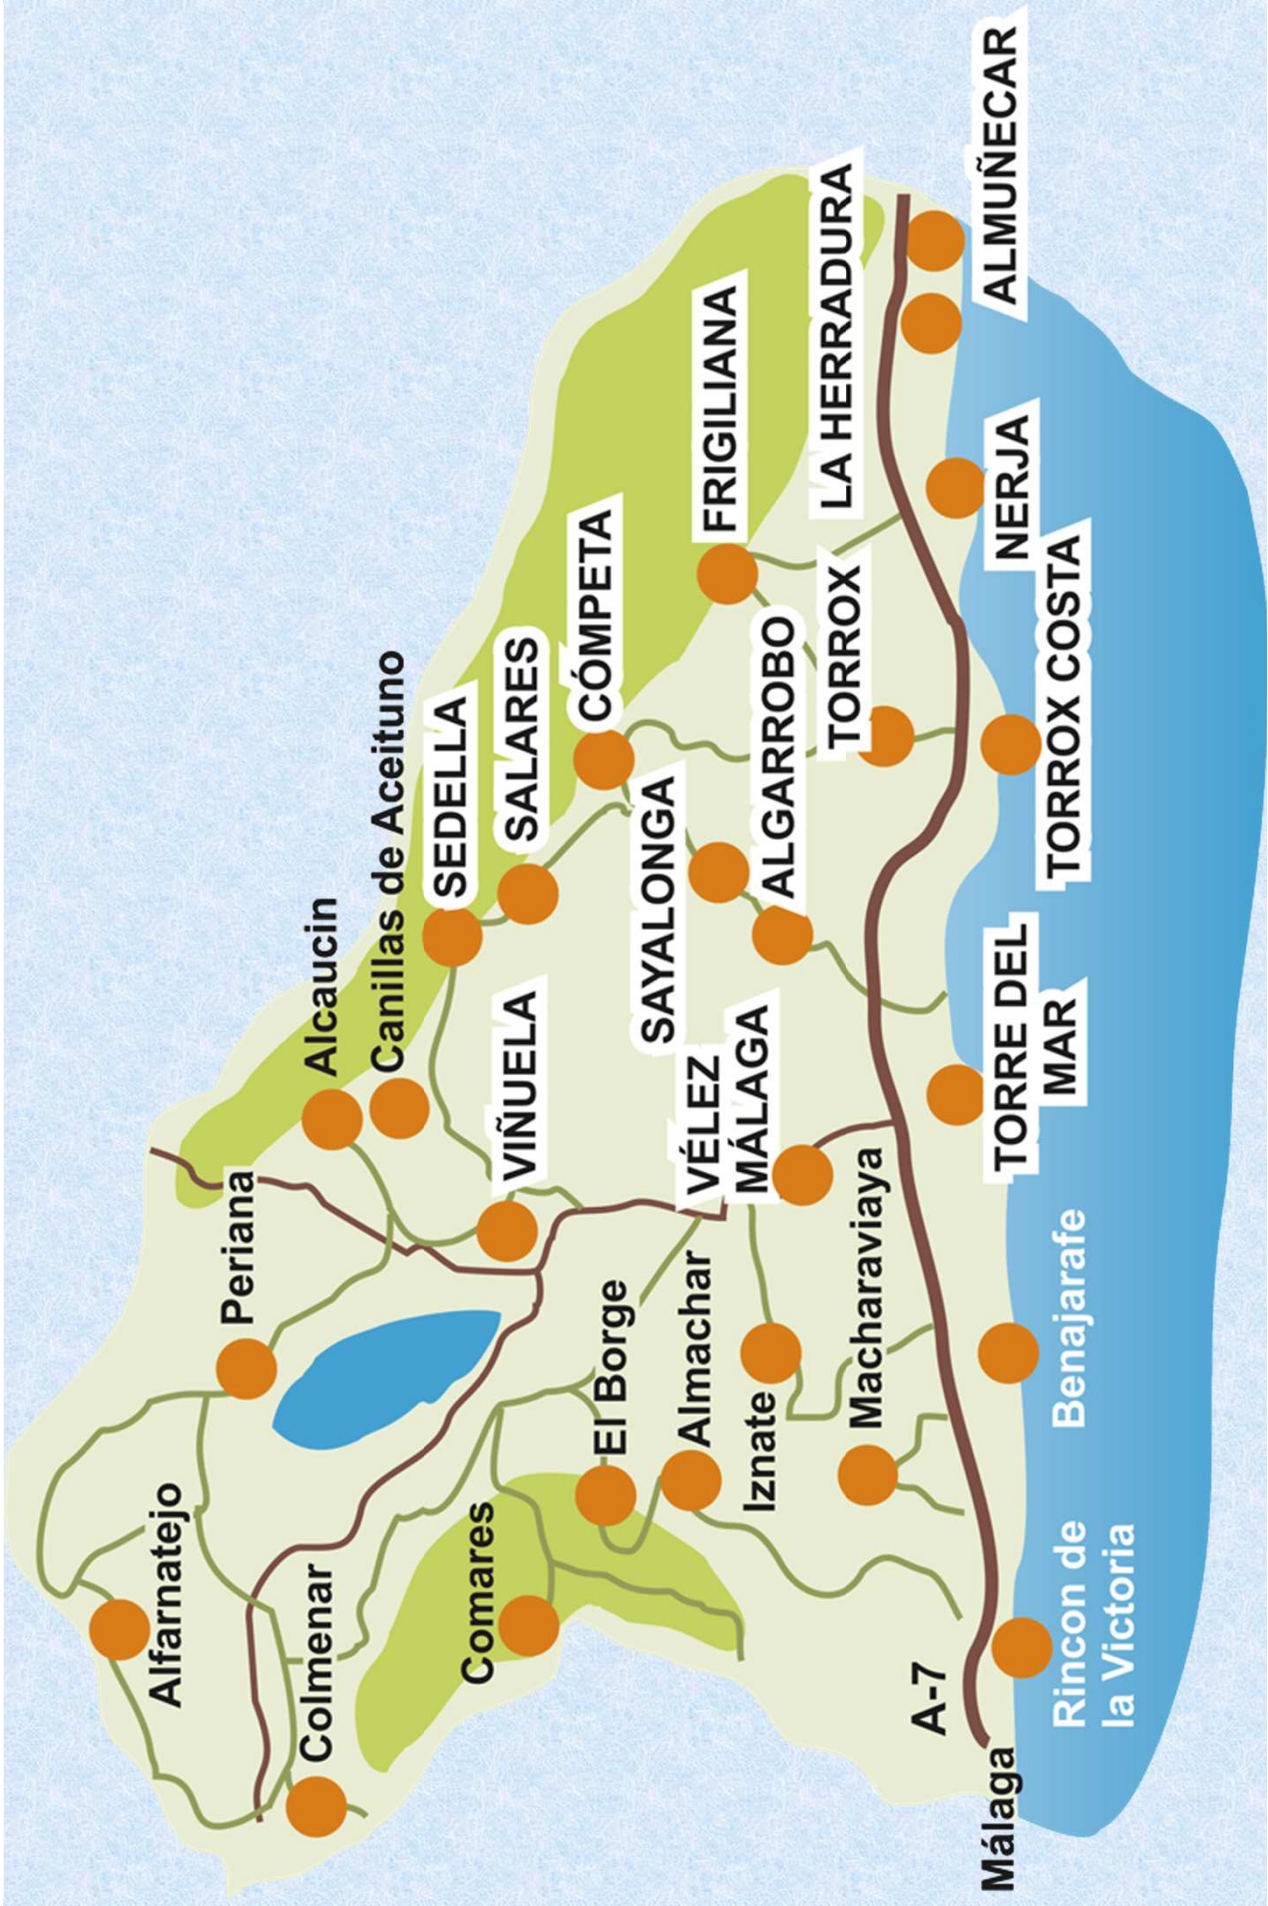 Alfarnatejo
Periana
Colmenar
Alcaucin
Canillas de Aceituno
SEDELLA
Comares
VIÑUELA
SALARES
CÓMPETA
El Borge
SAYALONGA
Almachar
VÉLEZ
MÁLAGA
FRIGILIANA
Iznate
ALGARROBO
TORROX
LA HERRADURA
Macharaviaya
A-7
Málaga
Rincon de
la Victoria
Benajarafe
TORRE DEL
MAR
TORROX COSTA
NERJA
ALMUÑECAR